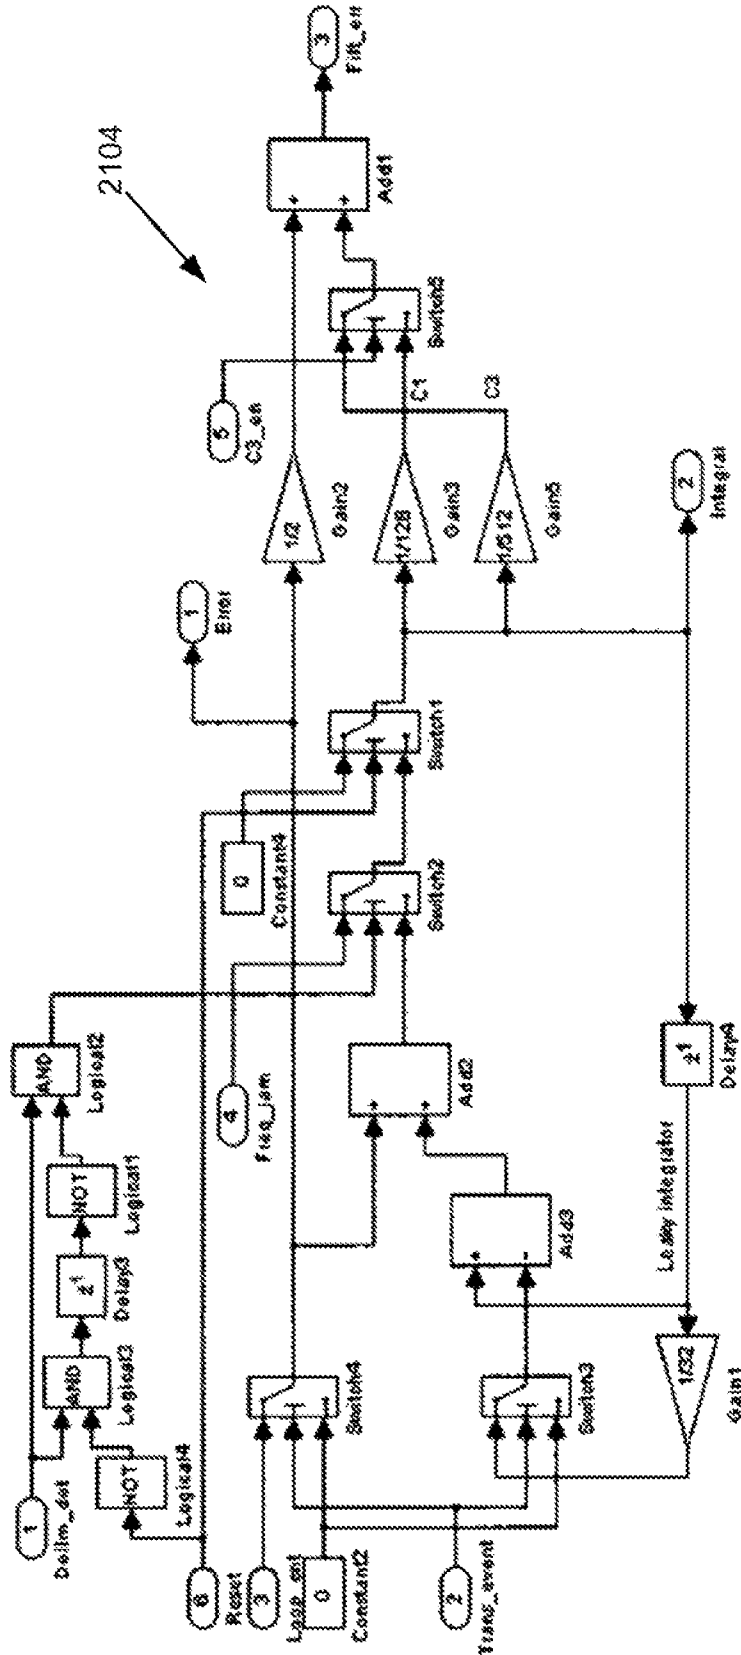 2104
1
Delim_det
NOT
Logical4
AND
Logical3
z⁻¹
Delay3
NOT
Logical1
AND
Logical2
6
Reset
3
0
Constant2
2
Trans_event
Switch4
Switch3
4
Freq_jam
Add3
Add2
0
Constant4
Switch2
Switch1
1
Error
1/2
Gain2
1/128
Gain3
1/512
Gain5
5
C3_en
C1
C3
Switch5
Add1
3
Filt_err
1/32
Gain1
Leaky integrator
z⁻¹
Delay4
2
Integral